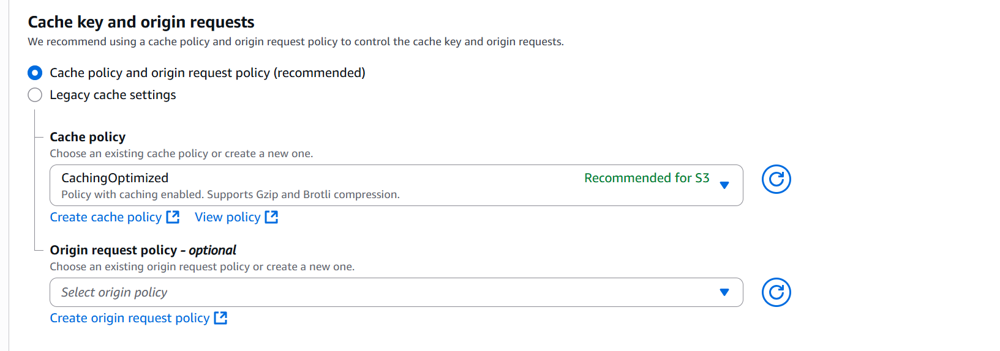 Cache key and origin requests
We recommend using a cache policy and origin request policy to control the cache key and origin requests.
Cache policy and origin request policy (recommended)
Legacy cache settings
Cache policy
Choose an existing cache policy or create a new one.
CachingOptimized Recommended for S3
Policy with caching enabled. Supports Gzip and Brotli compression.
Create cache policy View policy
Origin request policy - optional
Choose an existing origin request policy or create a new one.
Select origin policy
Create origin request policy